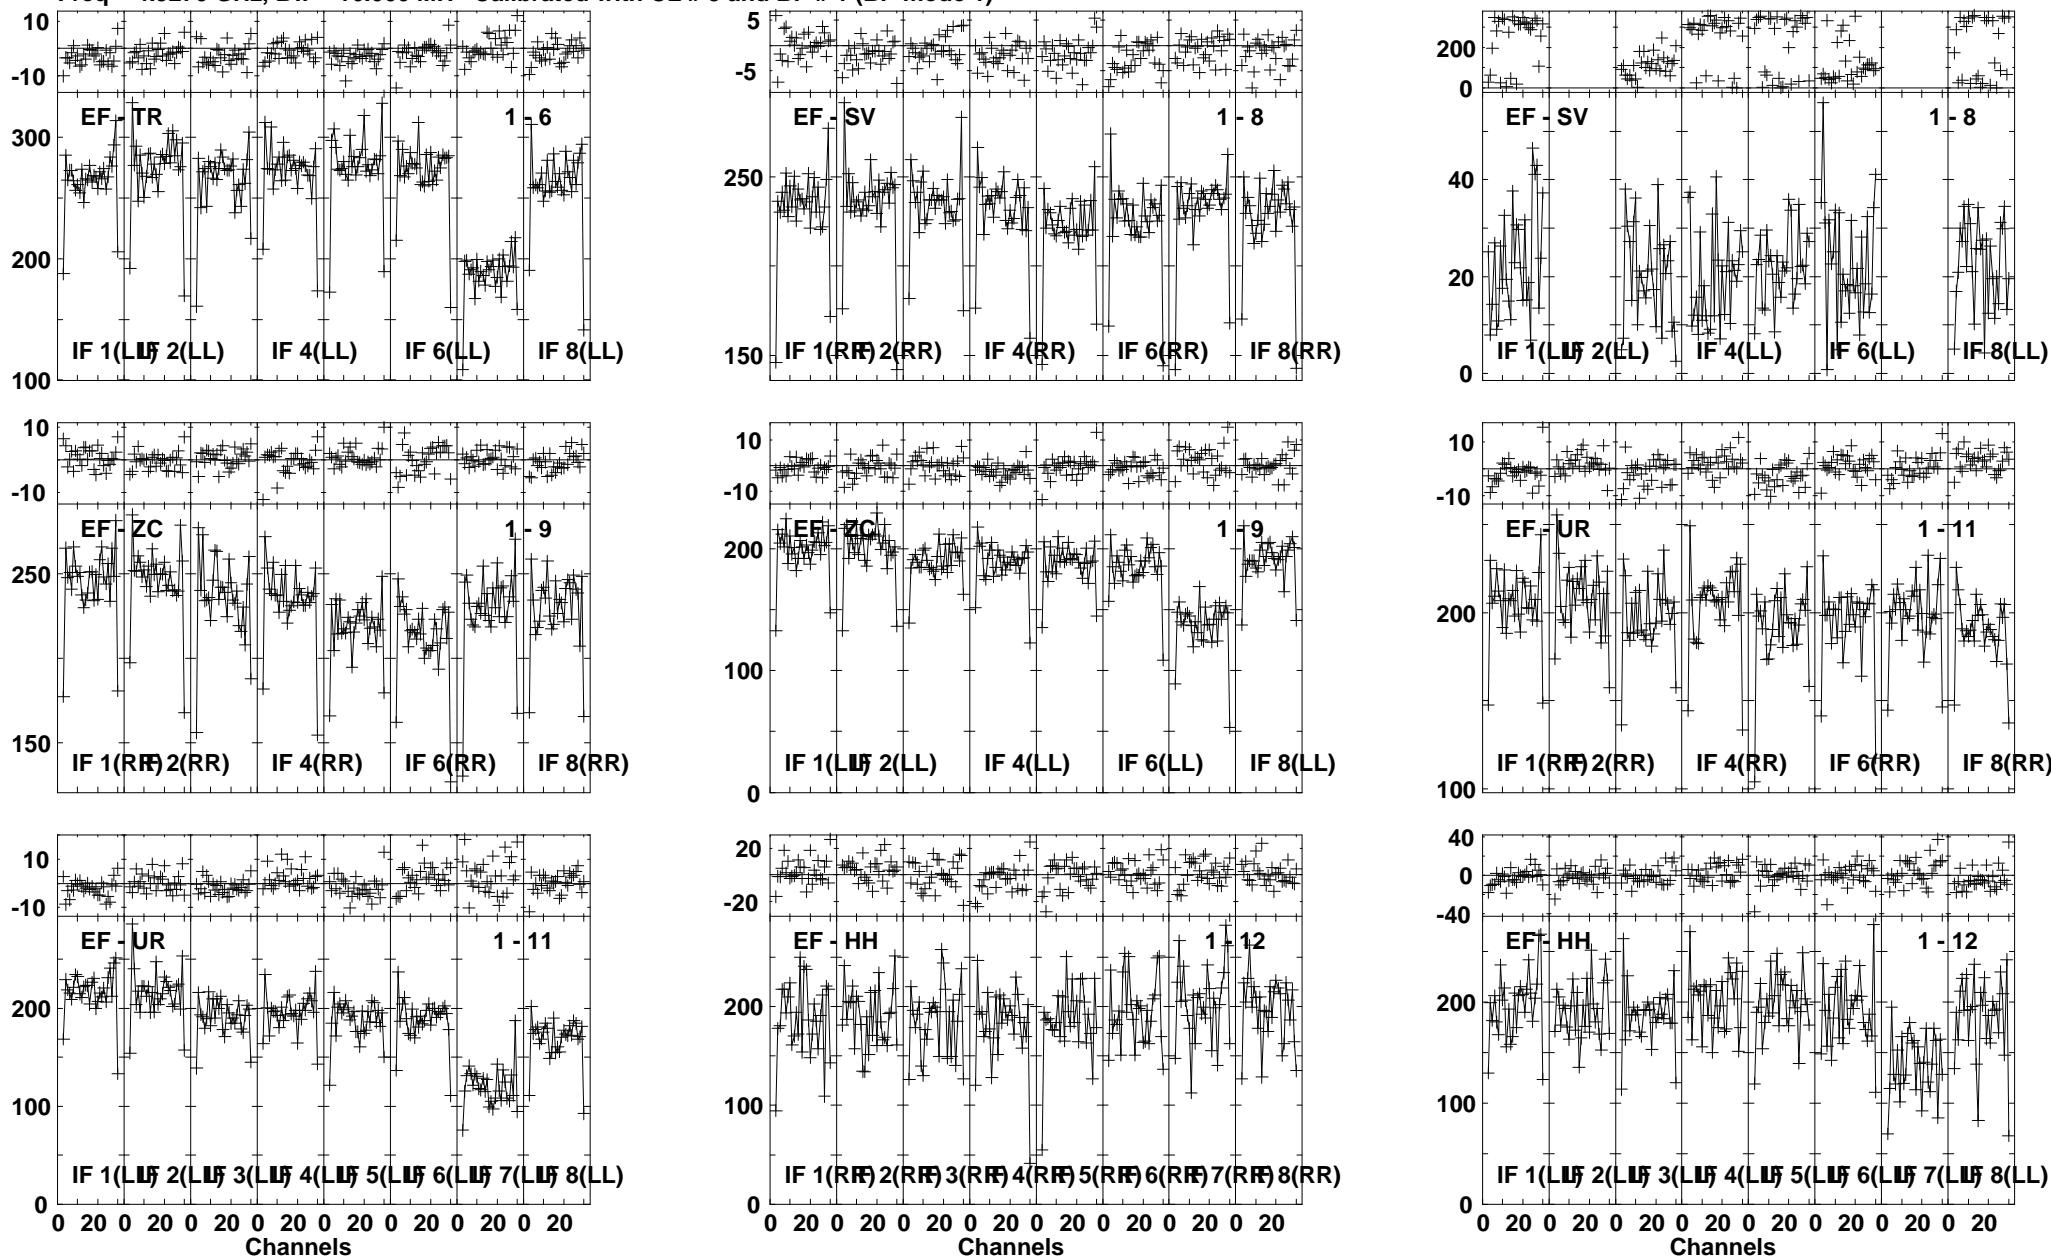 10
-10
EF - TR 1 - 6
300
200
100
IF 1(LL) IF 2(LL) IF 4(LL) IF 6(LL) IF 8(LL)
5
-5
EF - SV 1 - 8
250
150
IF 1(RR) IF 2(RR) IF 4(RR) IF 6(RR) IF 8(RR)
200
0
EF - SV 1 - 8
40
20
0
IF 1(LL) IF 2(LL) IF 4(LL) IF 6(LL) IF 8(LL)
10
-10
EF - ZC 1 - 9
250
150
IF 1(RR) IF 2(RR) IF 4(RR) IF 6(RR) IF 8(RR)
10
-10
EF - ZC 1 - 9
200
100
0
IF 1(LL) IF 2(LL) IF 4(LL) IF 6(LL) IF 8(LL)
10
-10
EF - UR 1 - 11
200
100
IF 1(RR) IF 2(RR) IF 4(RR) IF 6(RR) IF 8(RR)
10
-10
EF - UR 1 - 11
200
100
0
IF 1(LL) IF 2(LL) IF 3(LL) IF 4(LL) IF 5(LL) IF 6(LL) IF 7(LL) IF 8(LL)
0 20 0 20 0 20 0 20 0 20 0 20 0 20 0 20
Channels
20
-20
EF - HH 1 - 12
200
100
0
IF 1(RR) IF 2(RR) IF 3(RR) IF 4(RR) IF 5(RR) IF 6(RR) IF 7(RR) IF 8(RR)
0 20 0 20 0 20 0 20 0 20 0 20 0 20 0 20
Channels
40
0
-40
EF - HH 1 - 12
200
100
0
IF 1(LL) IF 2(LL) IF 3(LL) IF 4(LL) IF 5(LL) IF 6(LL) IF 7(LL) IF 8(LL)
0 20 0 20 0 20 0 20 0 20 0 20 0 20 0 20
Channels